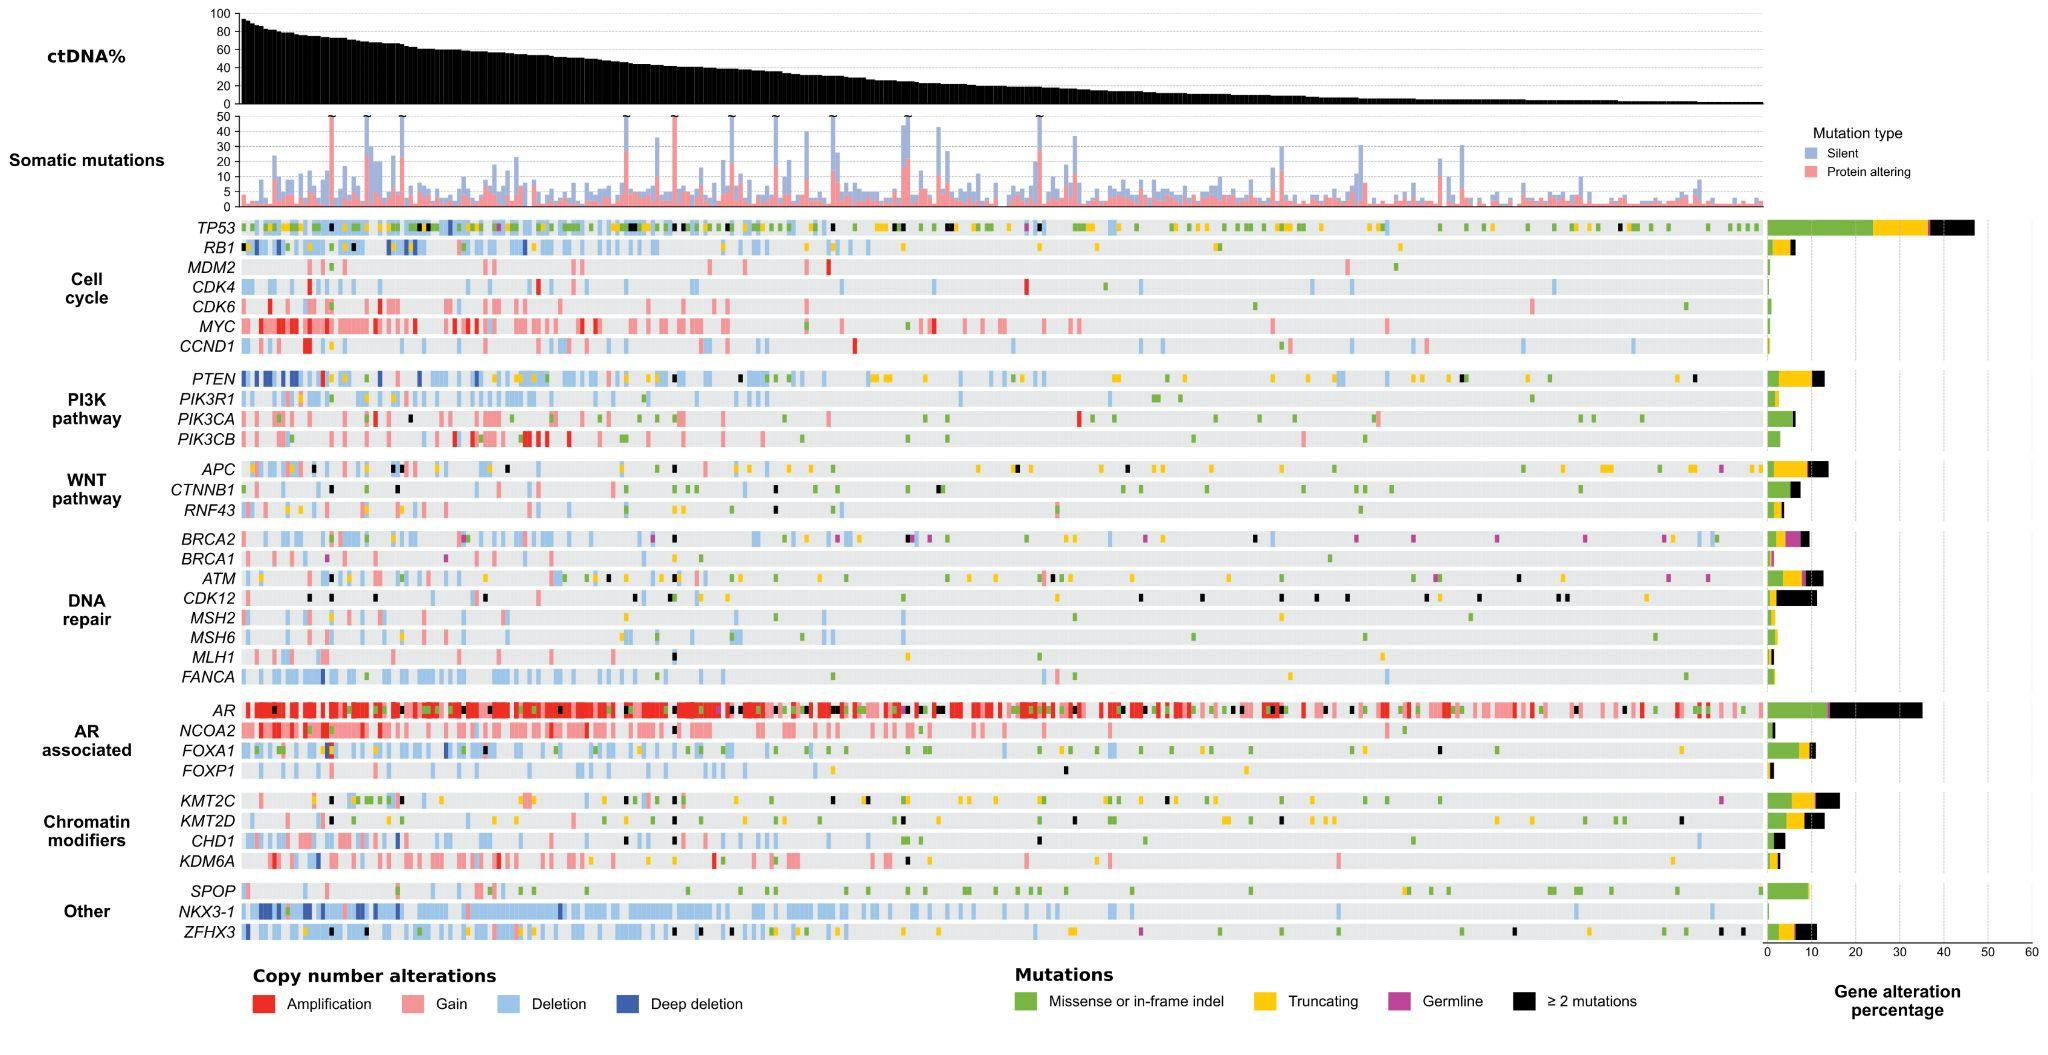 ctDNA%
100
80
60
40
20
0
Somatic mutations
50
40
30
20
10
5
0
~ ~ ~ ~ ~ ~ ~ ~ ~ ~
Mutation type
Silent
Protein altering
Cell
cycle
TP53
RB1
MDM2
CDK4
CDK6
MYC
CCND1
PI3K
pathway
PTEN
PIK3R1
PIK3CA
PIK3CB
WNT
pathway
APC
CTNNB1
RNF43
DNA
repair
BRCA2
BRCA1
ATM
CDK12
MSH2
MSH6
MLH1
FANCA
AR
associated
AR
NCOA2
FOXA1
FOXP1
Chromatin
modifiers
KMT2C
KMT2D
CHD1
KDM6A
Other
SPOP
NKX3-1
ZFHX3
0 10 20 30 40 50 60
Gene alteration
percentage
Copy number alterations
Amplification Gain Deletion Deep deletion
Mutations
Missense or in-frame indel Truncating Germline ≥ 2 mutations